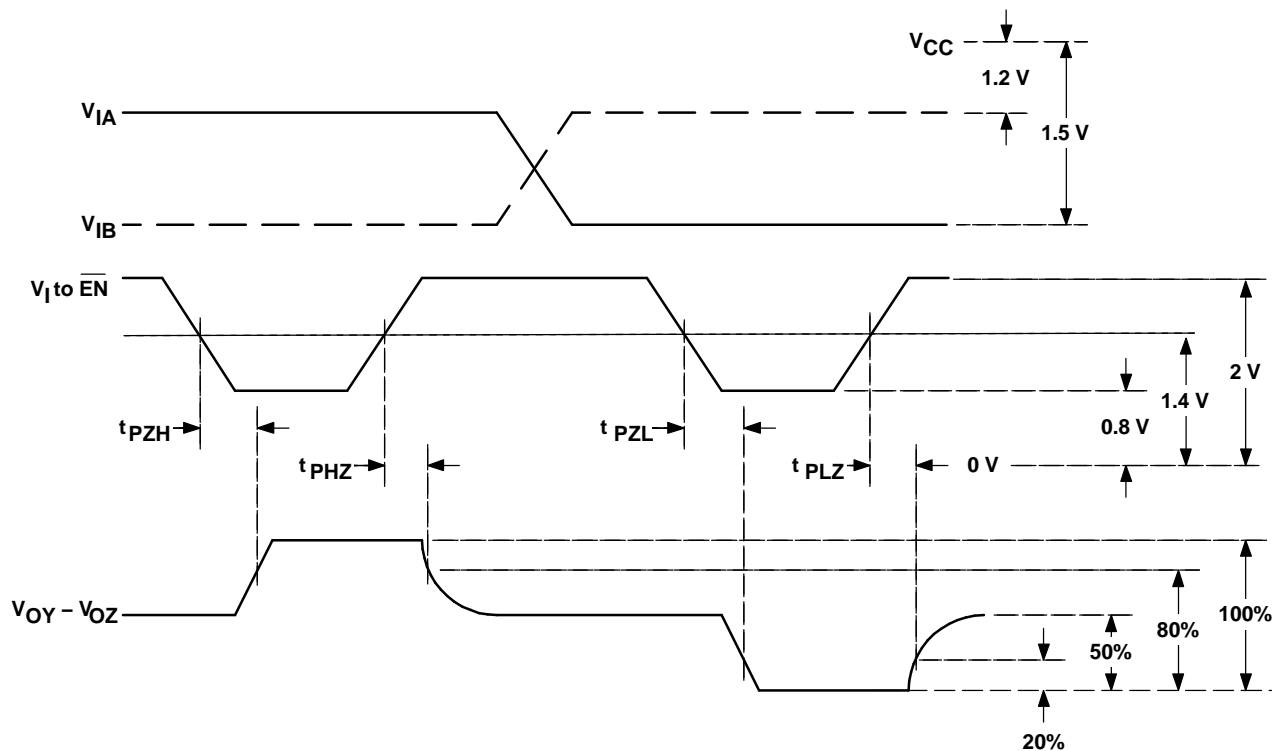 VCC
1.2 V
VIA
1.5 V
VIB
VI to EN
2 V
1.4 V
0.8 V
tPZH
tPZL
tPHZ
tPLZ
0 V
VOY – VOZ
100%
80%
50%
20%